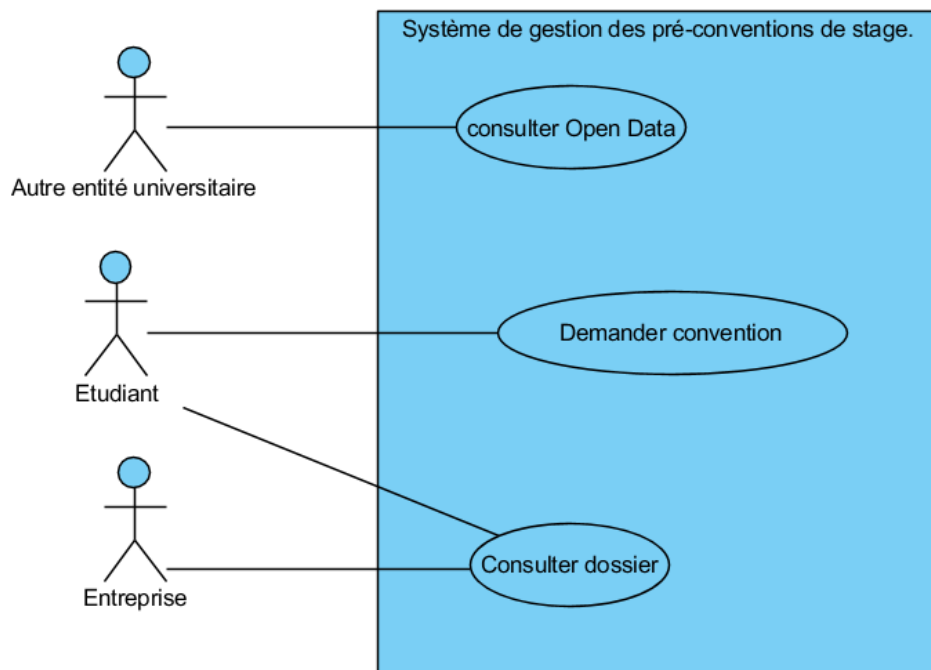 Système de gestion des pré-conventions de stage.
consulter Open Data
Autre entité universitaire
Demander convention
Etudiant
Consulter dossier
Entreprise